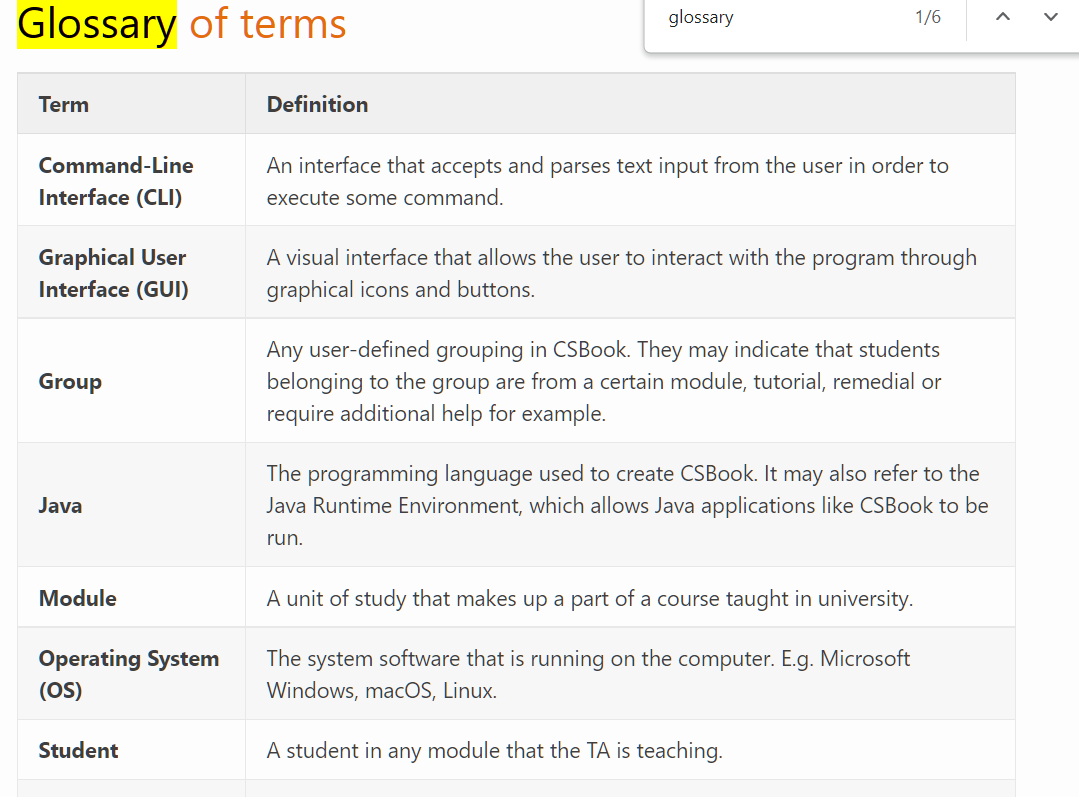 Glossary of terms
glossary 1/6
Term Definition
Command-Line Interface (CLI)
An interface that accepts and parses text input from the user in order to
execute some command.
Graphical User Interface (GUI)
A visual interface that allows the user to interact with the program through
graphical icons and buttons.
Group
Any user-defined grouping in CSBook. They may indicate that students
belonging to the group are from a certain module, tutorial, remedial or
require additional help for example.
Java
The programming language used to create CSBook. It may also refer to the
Java Runtime Environment, which allows Java applications like CSBook to be
run.
Module
A unit of study that makes up a part of a course taught in university.
Operating System
(OS)
The system software that is running on the computer. E.g. Microsoft
Windows, macOS, Linux.
Student
A student in any module that the TA is teaching.